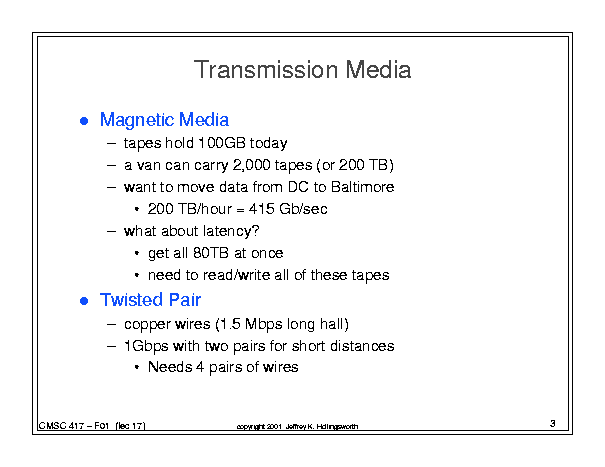 Transmission Media
● Magnetic Media
– tapes hold 100GB today
– a van can carry 2,000 tapes (or 200 TB)
– want to move data from DC to Baltimore
• 200 TB/hour = 415 Gb/sec
– what about latency?
• get all 80TB at once
• need to read/write all of these tapes
● Twisted Pair
– copper wires (1.5 Mbps long hall)
– 1Gbps with two pairs for short distances
• Needs 4 pairs of wires
CMSC 417 – F01 (lec 17)
copyright 2001 Jeffrey K. Hollingsworth
3